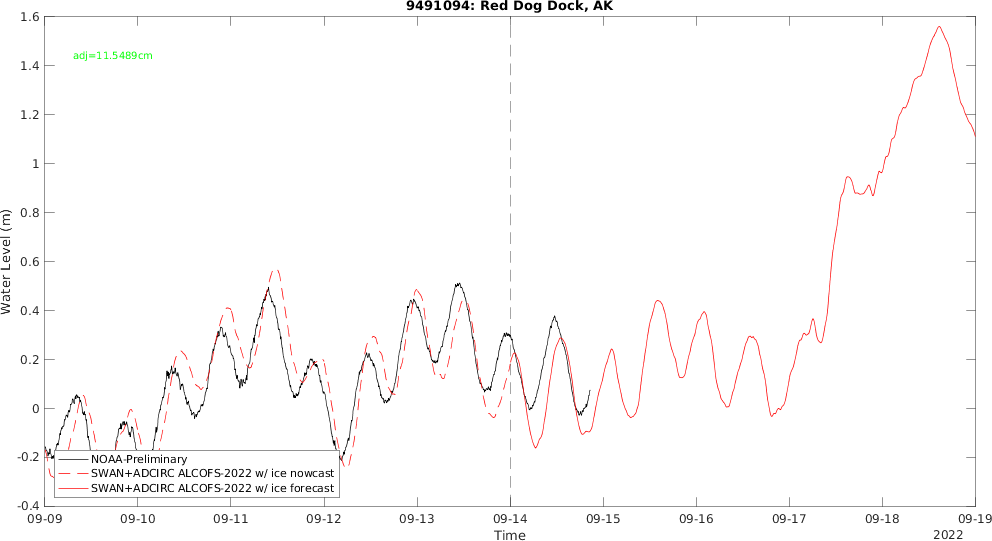 9491094: Red Dog Dock, AK
adj=11.5489cm
Water Level (m)
1.6
1.4
1.2
1
0.8
0.6
0.4
0.2
0
-0.2
-0.4
NOAA-Preliminary
SWAN+ADCIRC ALCOFS-2022 w/ ice nowcast
SWAN+ADCIRC ALCOFS-2022 w/ ice forecast
09-09 09-10 09-11 09-12 09-13 09-14 09-15 09-16 09-17 09-18 09-19
Time
2022